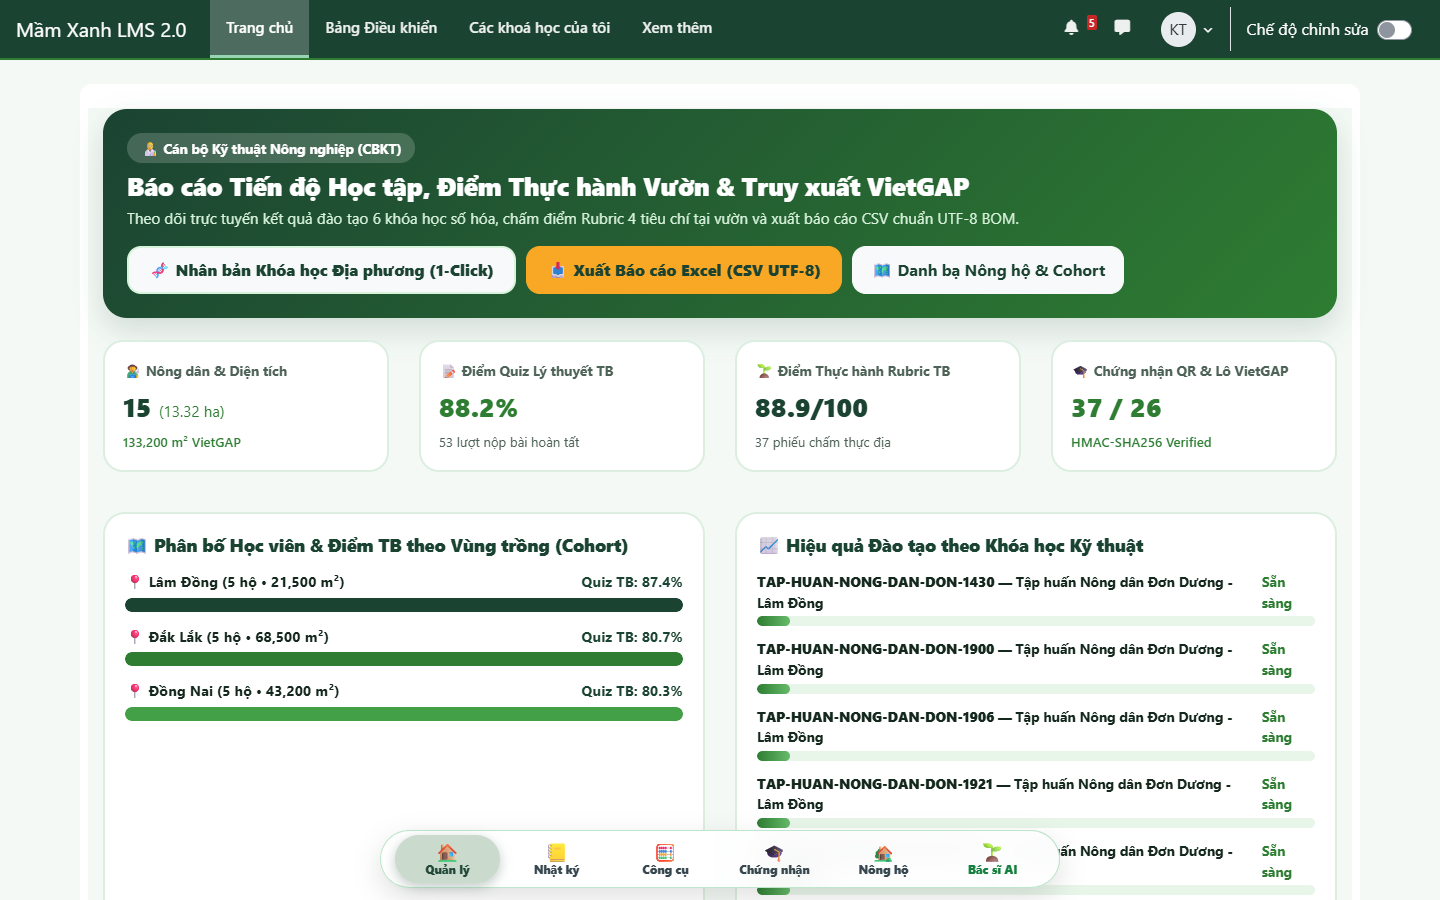 Mầm Xanh LMS 2.0
Trang chủ
Bảng Điều khiển
Các khoá học của tôi
Xem thêm
5
KT
Chế độ chỉnh sửa
Cán bộ Kỹ thuật Nông nghiệp (CBKT)
Báo cáo Tiến độ Học tập, Điểm Thực hành Vườn & Truy xuất VietGAP
Theo dõi trực tuyến kết quả đào tạo 6 khóa học số hóa, chấm điểm Rubric 4 tiêu chí tại vườn và xuất báo cáo CSV chuẩn UTF-8 BOM.
Nhân bản Khóa học Địa phương (1-Click)
Xuất Báo cáo Excel (CSV UTF-8)
Danh bạ Nông hộ & Cohort
Nông dân & Diện tích
15 (13.32 ha)
133,200 m² VietGAP
Điểm Quiz Lý thuyết TB
88.2%
53 lượt nộp bài hoàn tất
Điểm Thực hành Rubric TB
88.9/100
37 phiếu chấm thực địa
Chứng nhận QR & Lô VietGAP
37 / 26
HMAC-SHA256 Verified
Phân bố Học viên & Điểm TB theo Vùng trồng (Cohort)
Lâm Đồng (5 hộ • 21,500 m²)
Quiz TB: 87.4%
Đắk Lắk (5 hộ • 68,500 m²)
Quiz TB: 80.7%
Đồng Nai (5 hộ • 43,200 m²)
Quiz TB: 80.3%
Hiệu quả Đào tạo theo Khóa học Kỹ thuật
TAP-HUAN-NONG-DAN-DON-1430 — Tập huấn Nông dân Đơn Dương -
Lâm Đồng
Sẵn
sàng
TAP-HUAN-NONG-DAN-DON-1900 — Tập huấn Nông dân Đơn Dương -
Lâm Đồng
Sẵn
sàng
TAP-HUAN-NONG-DAN-DON-1906 — Tập huấn Nông dân Đơn Dương -
Lâm Đồng
Sẵn
sàng
TAP-HUAN-NONG-DAN-DON-1921 — Tập huấn Nông dân Đơn Dương -
Lâm Đồng
Sẵn
sàng
Nông dân Đơn Dương -
Sẵn
sàng
Quản lý
Nhật ký
Công cụ
Chứng nhận
Nông hộ
Bác sĩ AI